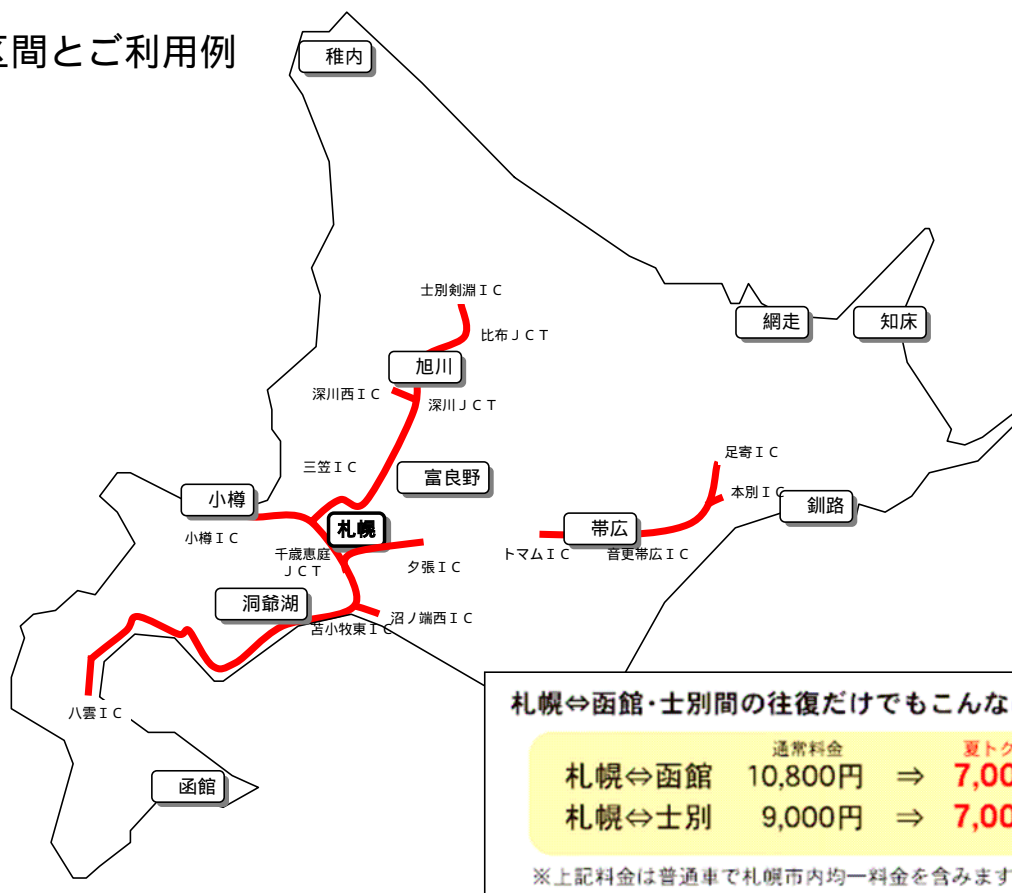 区間とご利用例
稚内
士別剣淵ＩＣ
比布ＪＣＴ
網走
知床
旭川
深川西ＩＣ
深川ＪＣＴ
足寄ＩＣ
三笠ＩＣ
富良野
本別ＩＣ
小樽
釧路
札幌
帯広
小樽ＩＣ
千歳恵庭
ＪＣＴ
夕張ＩＣ
トマムＩＣ
音更帯広ＩＣ
洞爺湖
沼ノ端西ＩＣ
苫小牧東ＩＣ
八雲ＩＣ
函館
札幌⇔函館・士別間の往復だけでもこんな
通常料金
夏トク
札幌⇔函館 10,800円 ⇒ 7,00
札幌⇔士別 9,000円 ⇒ 7,00
※上記料金は普通車で札幌市内均一料金を含みます